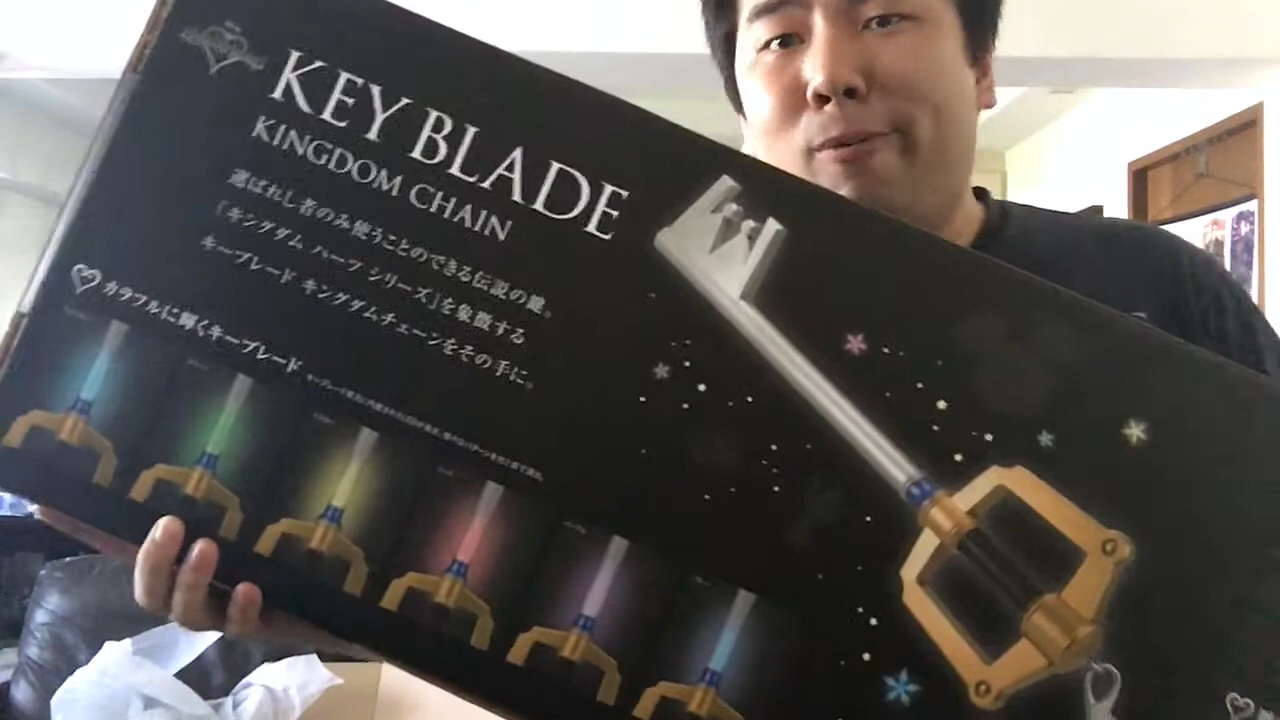 KEY BLADE
KINGDOM CHAIN
選ばれし者のみ使うことのできる伝説の鍵。
「キングダム ハーツ シリーズ」を象徴する
キーブレード キングダムチェーンをその手に。
カラフルに輝くキーブレード